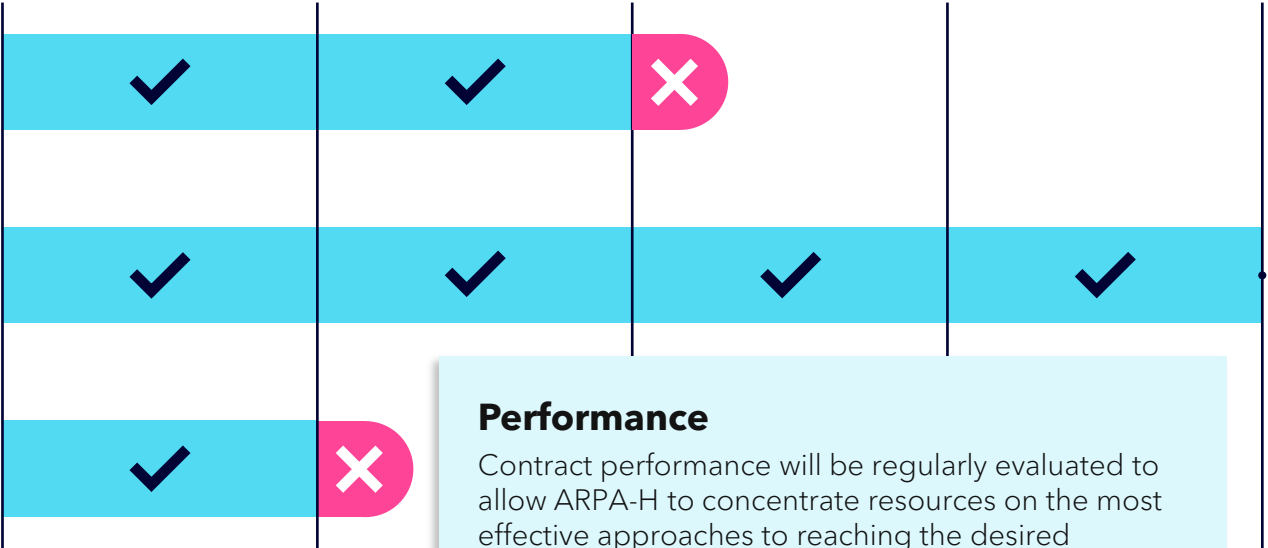 Performance
Contract performance will be regularly evaluated to
allow ARPA-H to concentrate resources on the most
effective approaches to reaching the desired